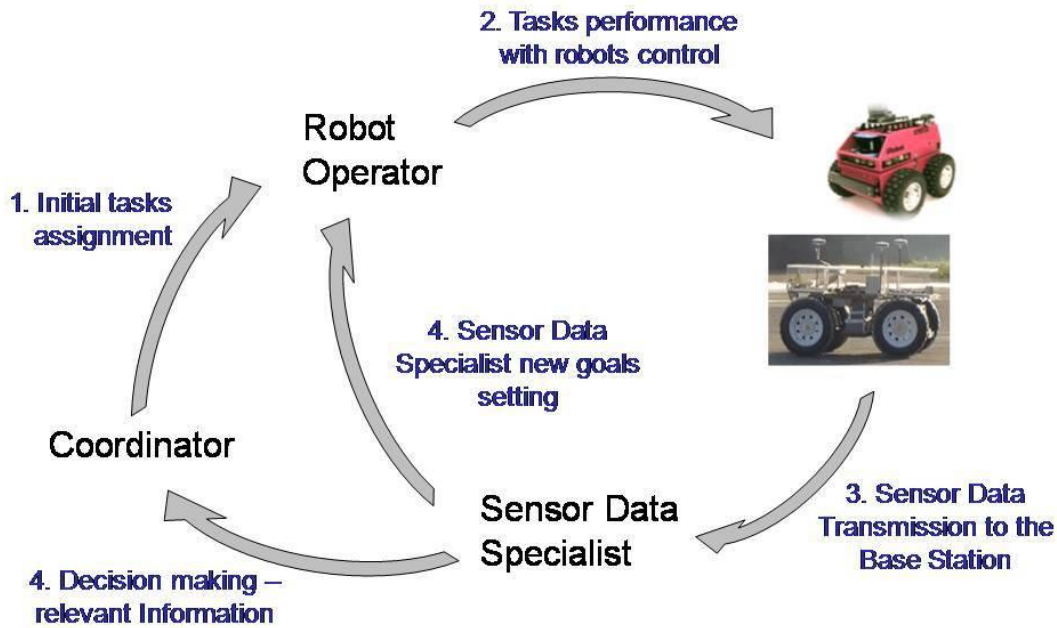 2. Tasks performance
with robots control
Robot
Operator
1. Initial tasks
assignment
4. Sensor Data
Specialist new goals
setting
Coordinator
Sensor Data
Specialist
3. Sensor Data
Transmission to the
Base Station
4. Decision making –
relevant Information